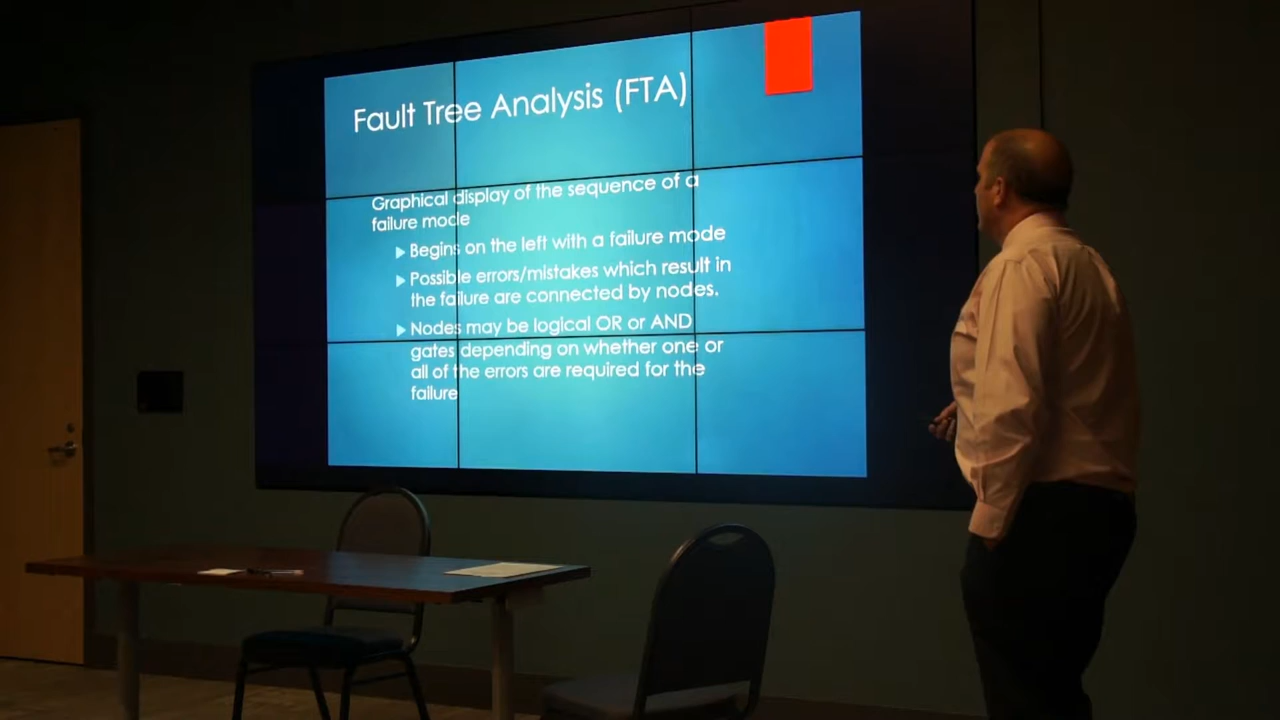 Fault Tree Analysis (FTA)
Graphical display of the sequence of a
failure mode
Begins on the left with a failure mode
Possible errors/mistakes which result in
the failure are connected by nodes.
Nodes may be logical OR or AND
gates depending on whether one or
all of the errors are required for the
failure